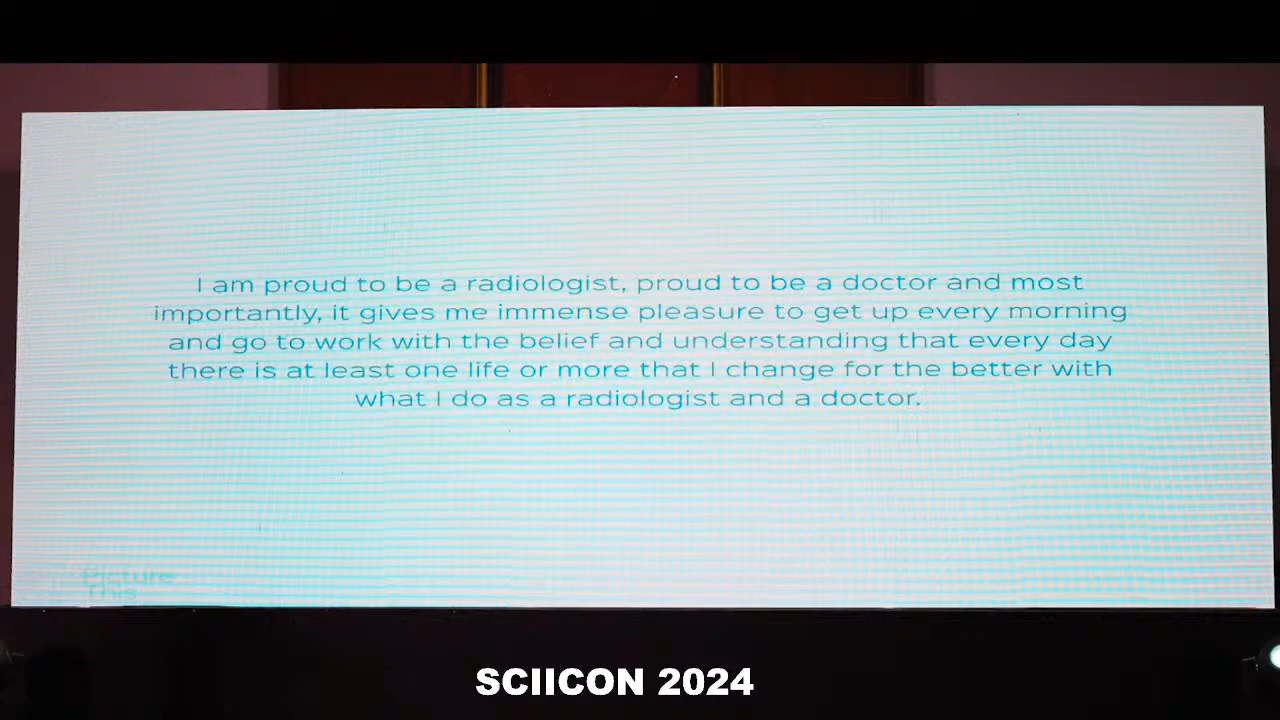 I am proud to be a radiologist, proud to be a doctor and most
importantly, it gives me immense pleasure to get up every morning
and go to work with the belief and understanding that every day
there is at least one life or more that I change for the better with
what I do as a radiologist and a doctor.
Picture
This
SCIICON 2024